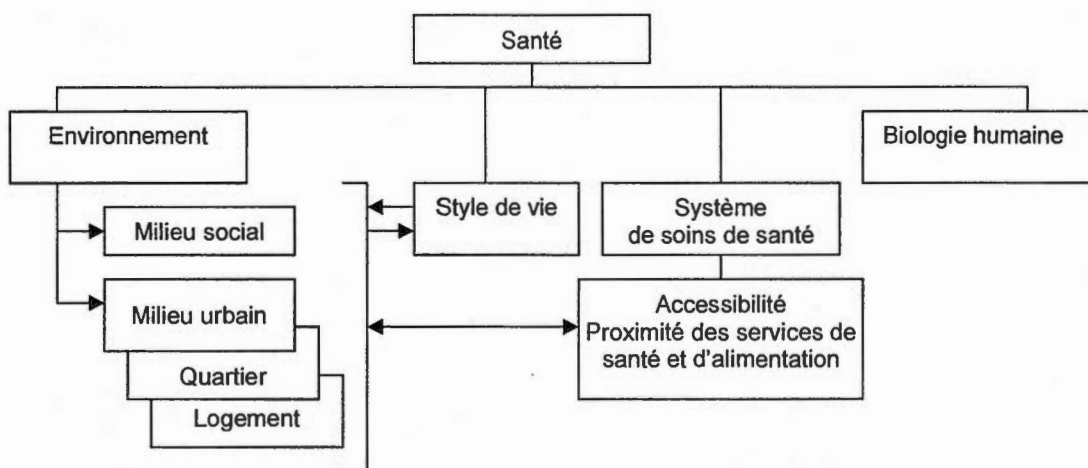 Santé
Environnement
Biologie humaine
Style de vie
Système
de soins de santé
Milieu social
Milieu urbain
Quartier
Logement
Accessibilité
Proximité des services de
santé et d'alimentation